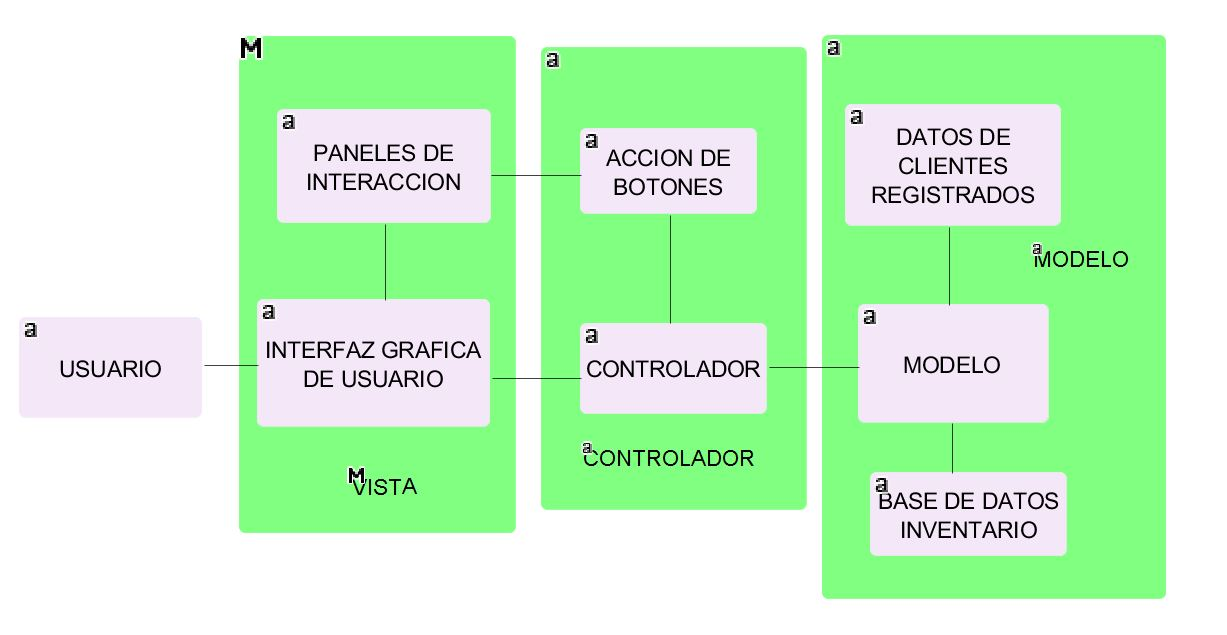 M
a
a
a
PANELES DE
INTERACCION
a
ACCION DE
BOTONES
a
DATOS DE
CLIENTES
REGISTRADOS
a
MODELO
a
USUARIO
a
INTERFAZ GRAFICA
DE USUARIO
a
CONTROLADOR
a
MODELO
a
CONTROLADOR
M
VISTA
a
BASE DE DATOS
INVENTARIO